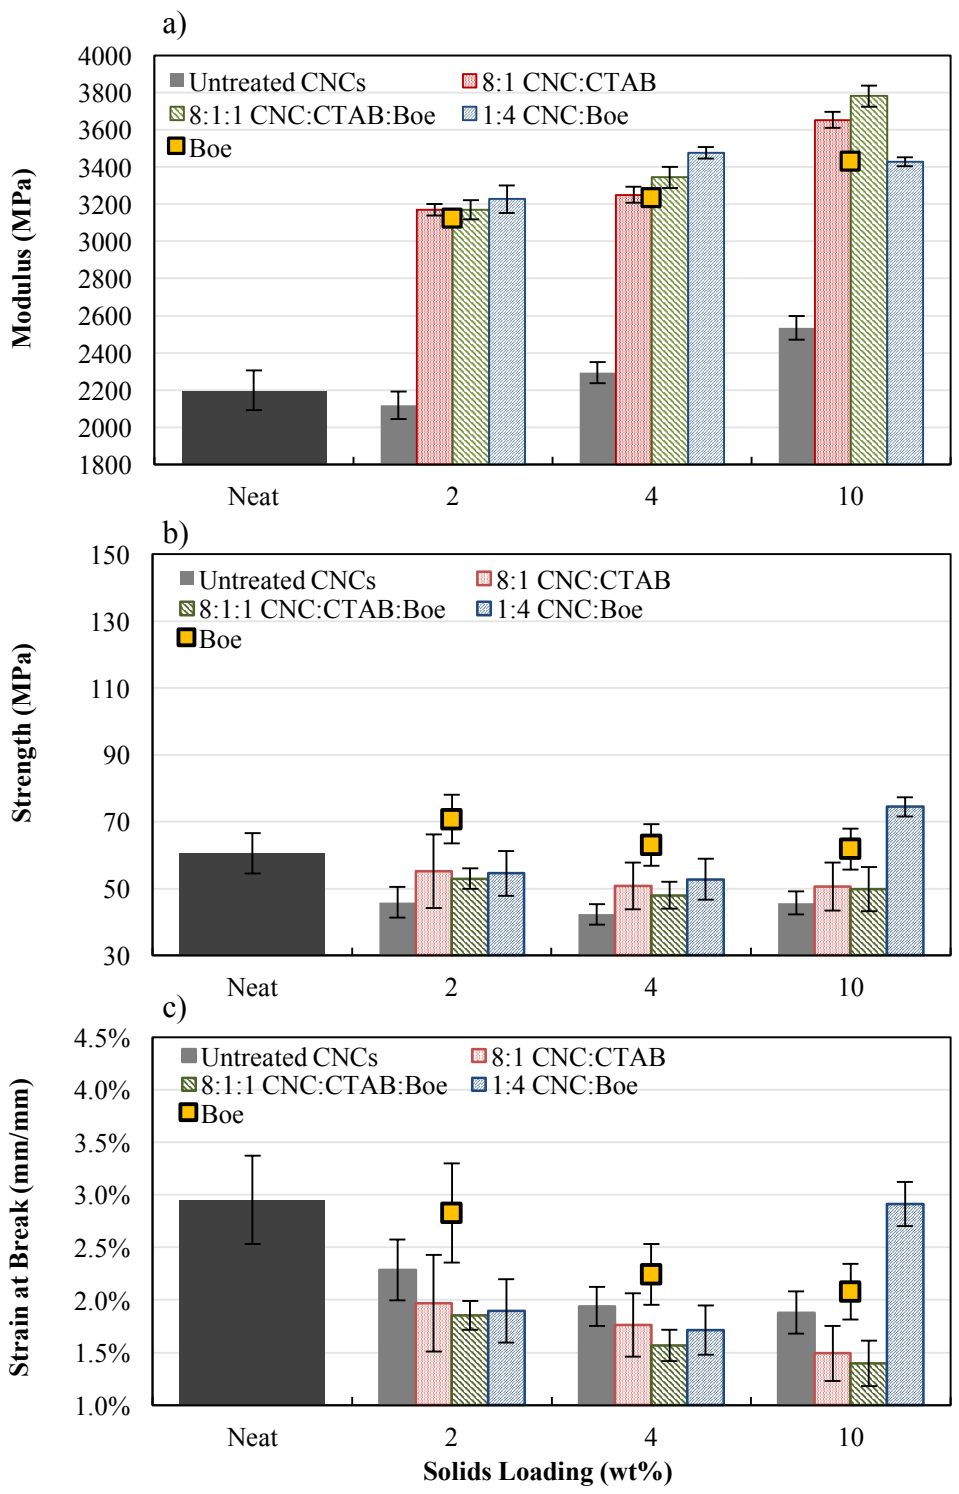 a)
4000
3800
3600
3400
3200
3000
2800
2600
2400
2200
2000
1800
Modulus (MPa)
Untreated CNCs
8:1 CNC:CTAB
8:1:1 CNC:CTAB:Boe
1:4 CNC:Boe
Boe
Neat 2 4 10
b)
150
130
110
90
70
50
30
Strength (MPa)
Untreated CNCs
8:1 CNC:CTAB
8:1:1 CNC:CTAB:Boe
1:4 CNC:Boe
Boe
Neat 2 4 10
c)
4.5%
4.0%
3.5%
3.0%
2.5%
2.0%
1.5%
1.0%
Strain at Break (mm/mm)
Untreated CNCs
8:1 CNC:CTAB
8:1:1 CNC:CTAB:Boe
1:4 CNC:Boe
Boe
Neat 2 4 10
Solids Loading (wt%)